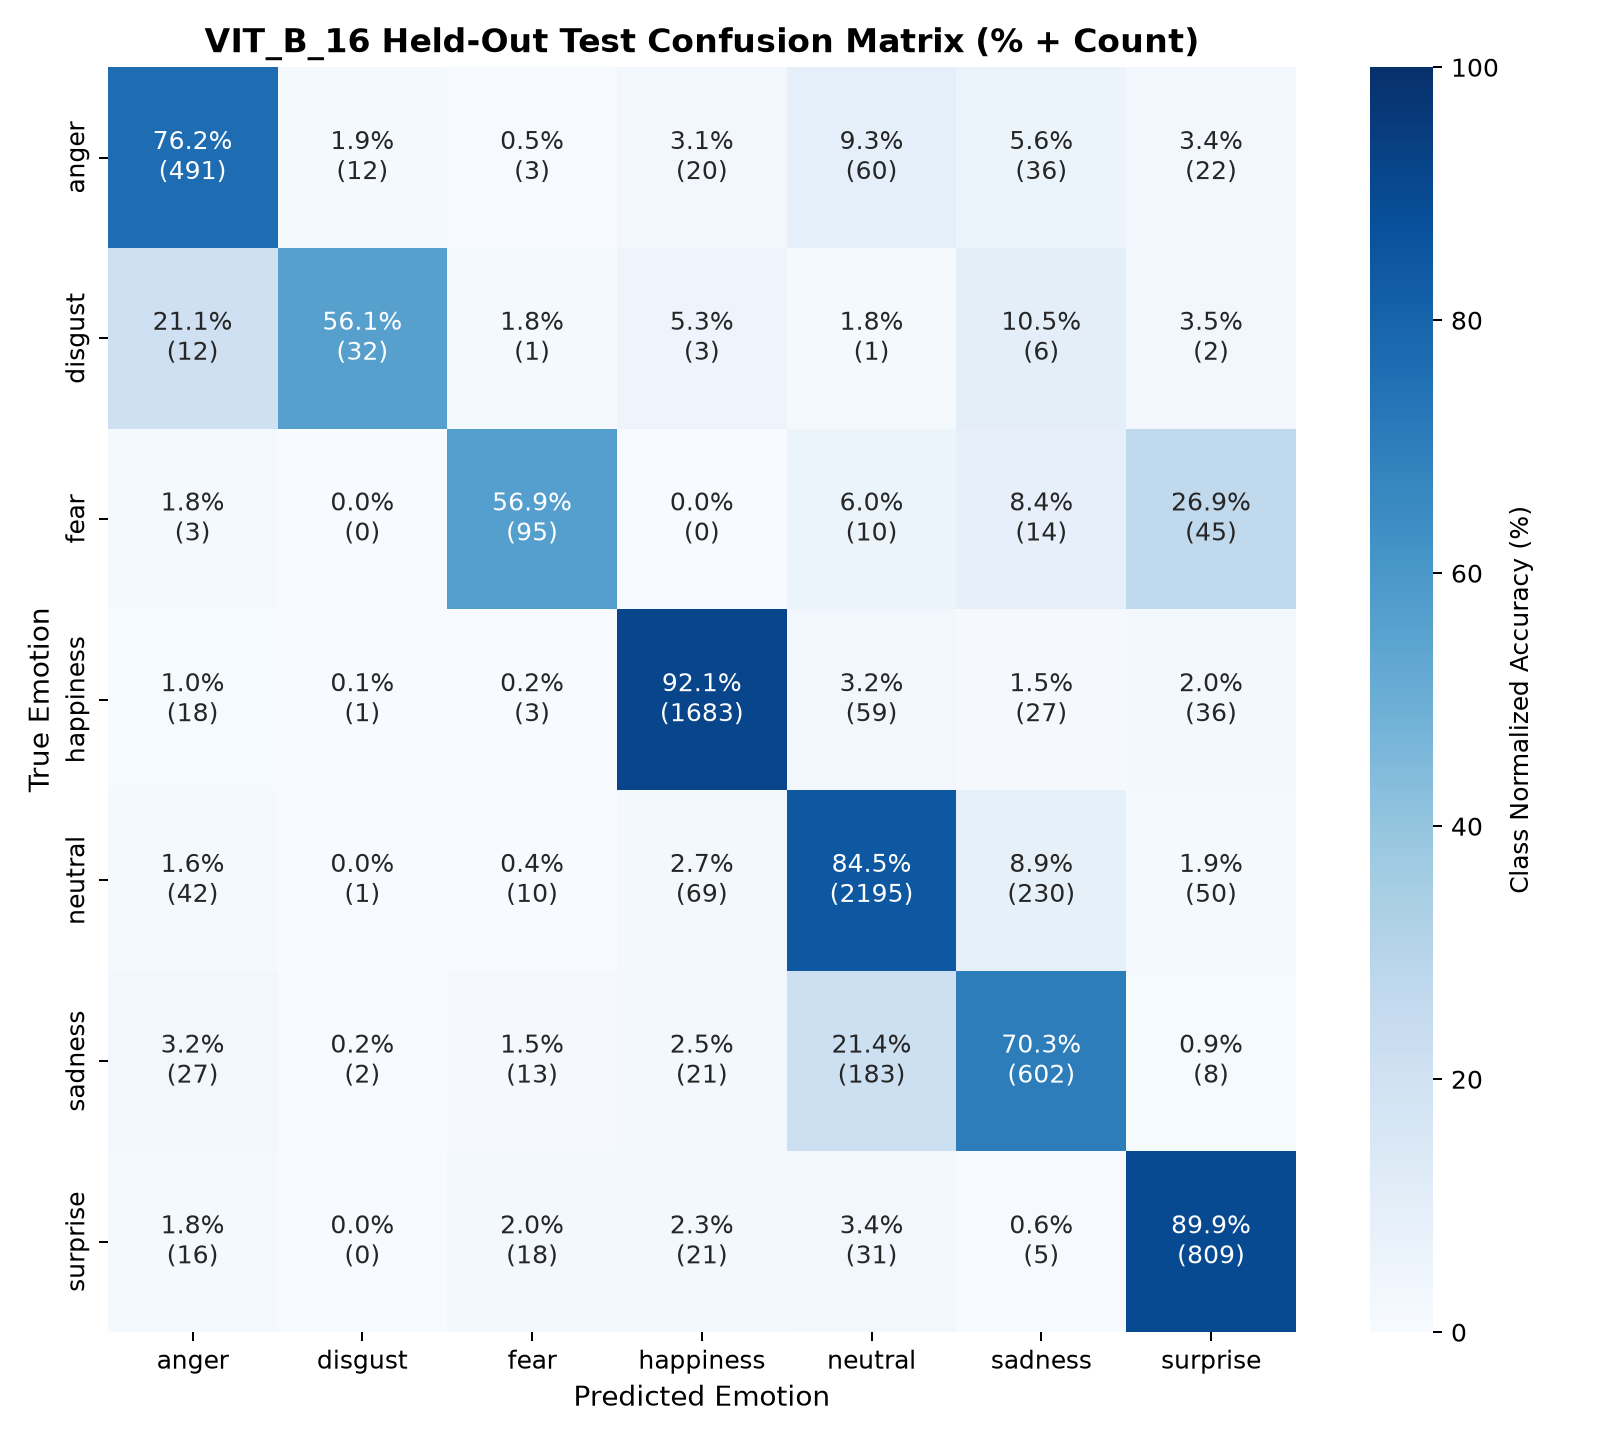 VIT_B_16 Held-Out Test Confusion Matrix (% + Count)
True Emotion
anger
76.2% 1.9% 0.5% 3.1% 9.3% 5.6% 3.4%
(491) (12) (3) (20) (60) (36) (22)
disgust
21.1% 56.1% 1.8% 5.3% 1.8% 10.5% 3.5%
(12) (32) (1) (3) (1) (6) (2)
fear
1.8% 0.0% 56.9% 0.0% 6.0% 8.4% 26.9%
(3) (0) (95) (0) (10) (14) (45)
happiness
1.0% 0.1% 0.2% 92.1% 3.2% 1.5% 2.0%
(18) (1) (3) (1683) (59) (27) (36)
neutral
1.6% 0.0% 0.4% 2.7% 84.5% 8.9% 1.9%
(42) (1) (10) (69) (2195) (230) (50)
sadness
3.2% 0.2% 1.5% 2.5% 21.4% 70.3% 0.9%
(27) (2) (13) (21) (183) (602) (8)
surprise
1.8% 0.0% 2.0% 2.3% 3.4% 0.6% 89.9%
(16) (0) (18) (21) (31) (5) (809)
anger disgust fear happiness neutral sadness surprise
Predicted Emotion
100
80
60
40
20
0
Class Normalized Accuracy (%)